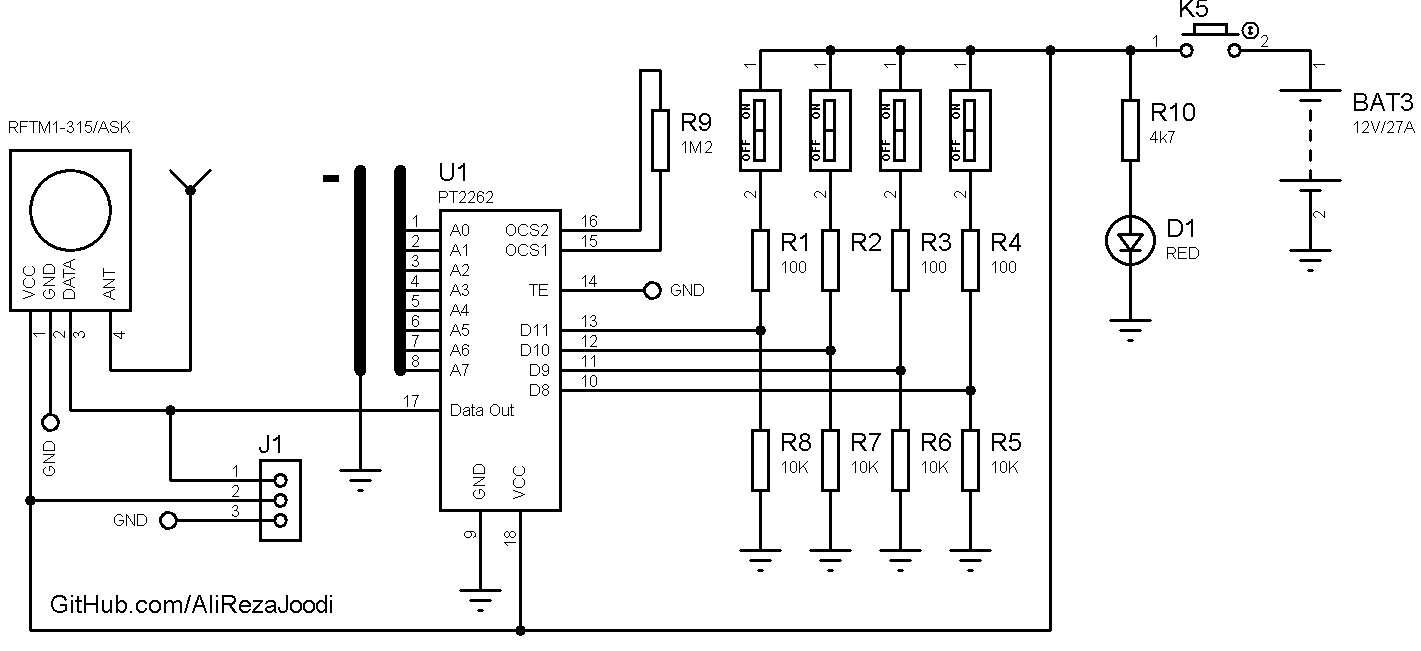 K5
1
2
1
BAT3
12V/27A
2
1
1
1
1
ON
OFF
ON
OFF
ON
OFF
ON
OFF
2
2
2
2
R10
4k7
D1
RED
R9
1M2
RFTM1-315/ASK
VCC
GND
DATA
ANT
1
2
3
4
GND
-
U1
PT2262
1 A0
2 A1
3 A2
4 A3
5 A4
6 A5
7 A6
8 A7
17 Data Out
OCS2 16
OCS1 15
TE 14
GND
D11 13
D10 12
D9 11
D8 10
GND
VCC
9
18
R1
100
R2
R3
100
R4
100
R8
10K
R7
10K
R6
10K
R5
10K
J1
1
2
GND 3
GitHub.com/AliRezaJoodi